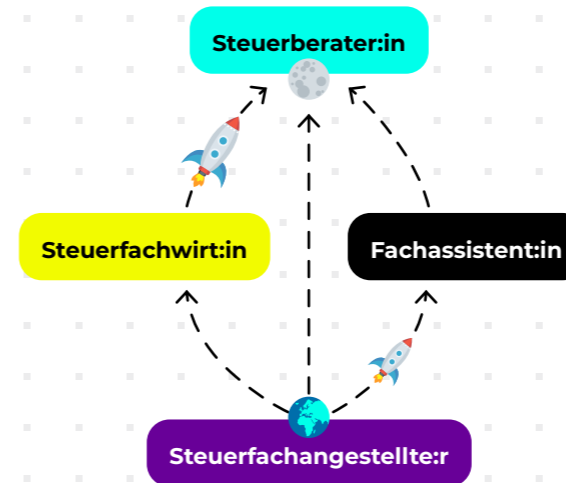 Steuerberater:in
Steuerfachwirt:in
Fachassistent:in
Steuerfachangestellte:r